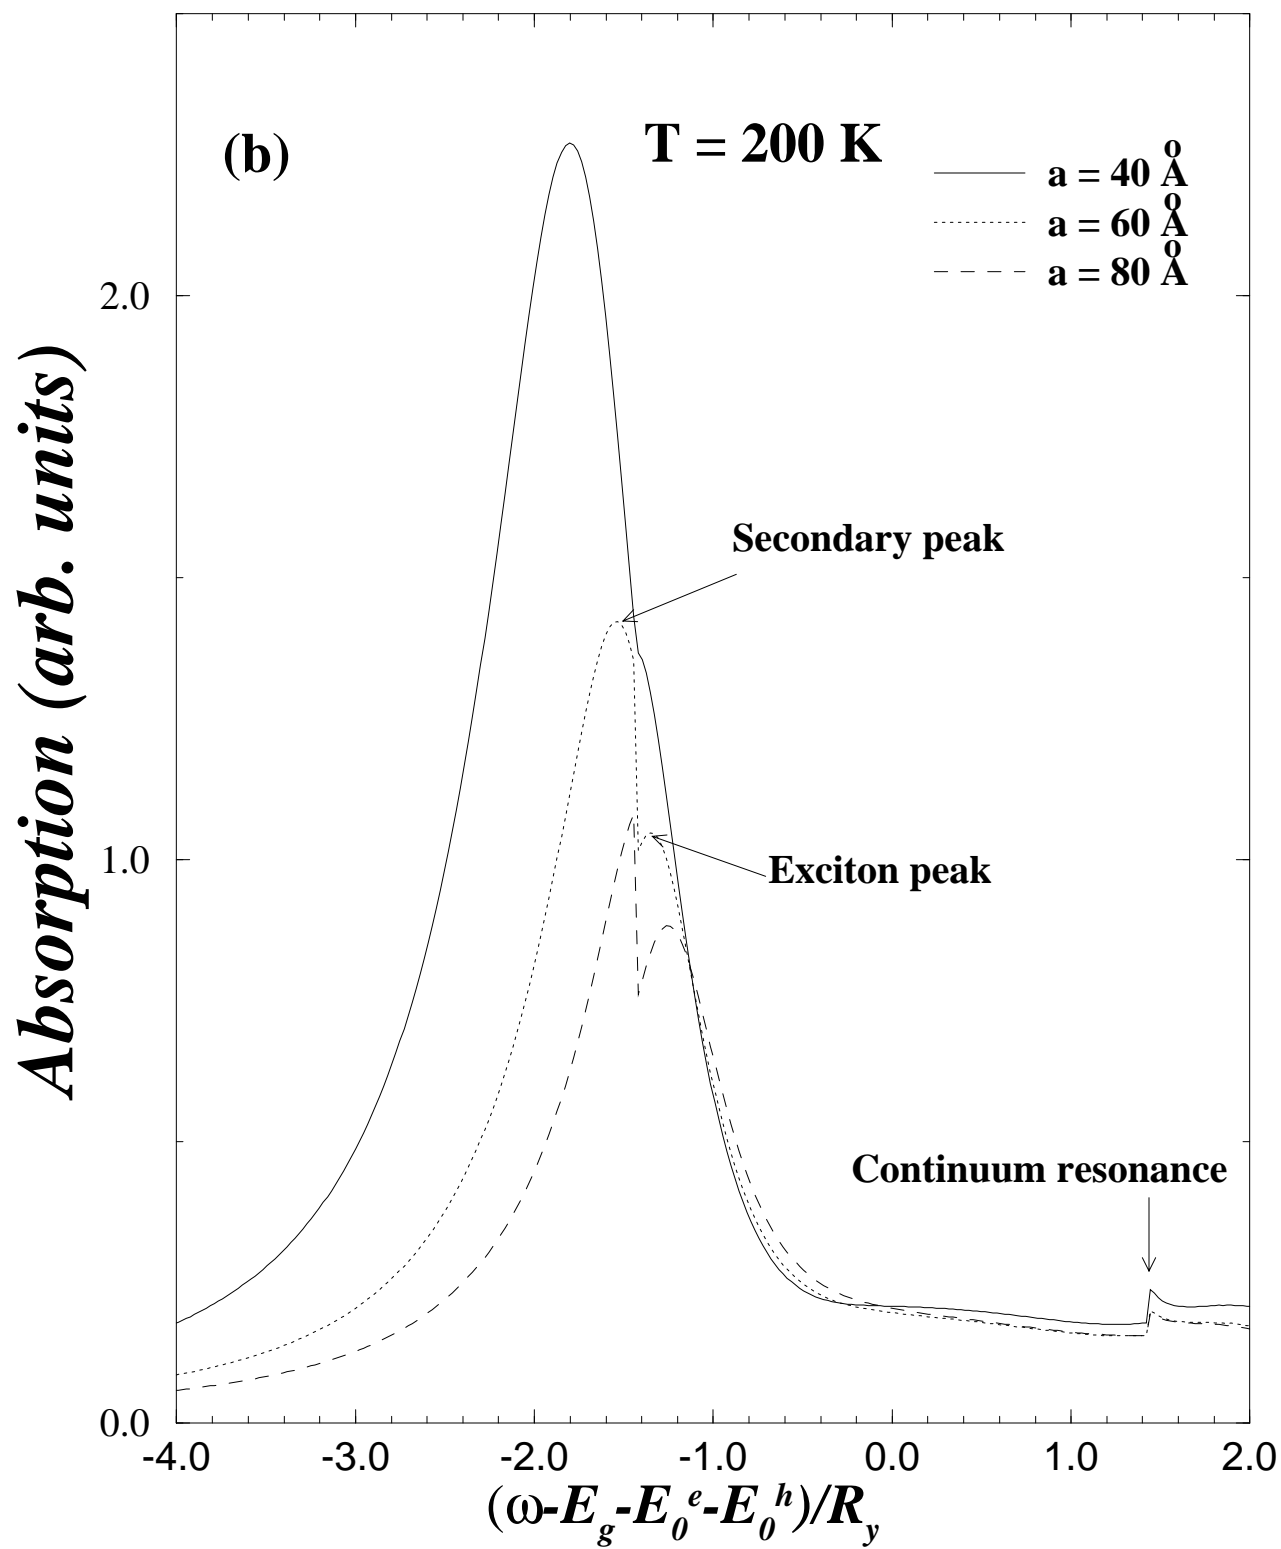 (b)
T = 200 K
a = 40 Å
a = 60 Å
a = 80 Å
2.0
Secondary peak
1.0
Exciton peak
Continuum resonance
0.0
-4.0 -3.0 -2.0 -1.0 0.0 1.0 2.0
(ω-E_g-E_0^e-E_0^h)/R_y
Absorption (arb. units)